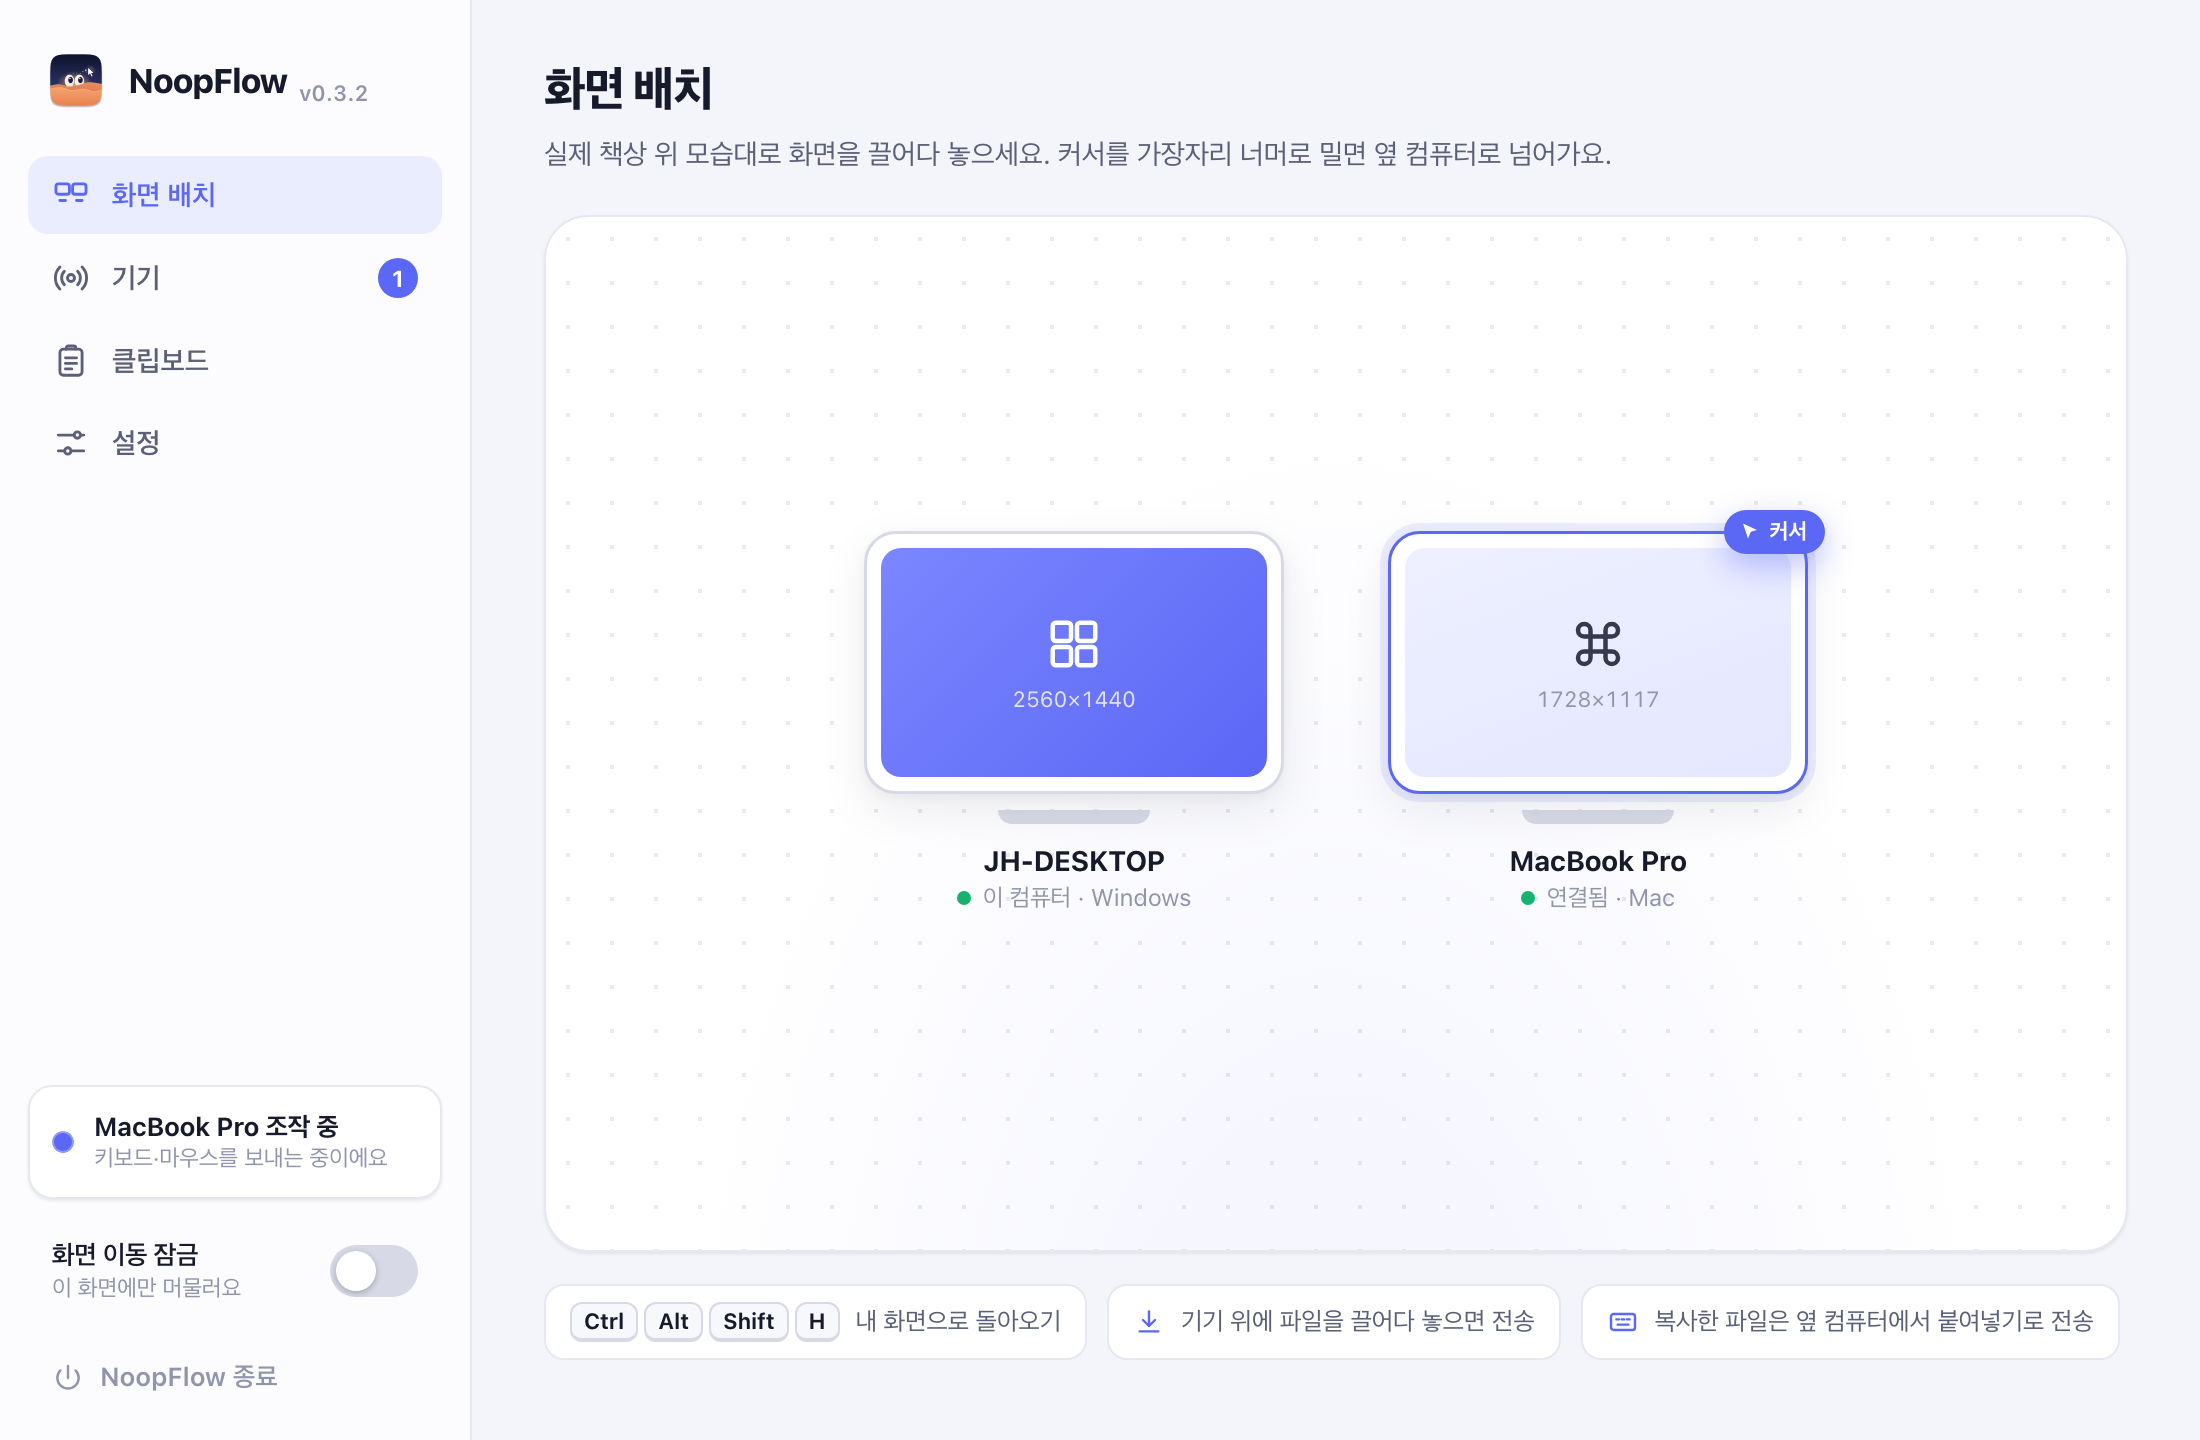 NoopFlow v0.3.2
화면 배치
기기 1
클립보드
설정
MacBook Pro 조작 중
키보드·마우스를 보내는 중이에요
화면 이동 잠금
이 화면에만 머물러요
NoopFlow 종료
화면 배치
실제 책상 위 모습대로 화면을 끌어다 놓으세요. 커서를 가장자리 너머로 밀면 옆 컴퓨터로 넘어가요.
커서
2560×1440
1728×1117
JH-DESKTOP
이 컴퓨터 · Windows
MacBook Pro
연결됨 · Mac
Ctrl Alt Shift H 내 화면으로 돌아오기
기기 위에 파일을 끌어다 놓으면 전송
복사한 파일은 옆 컴퓨터에서 붙여넣기로 전송